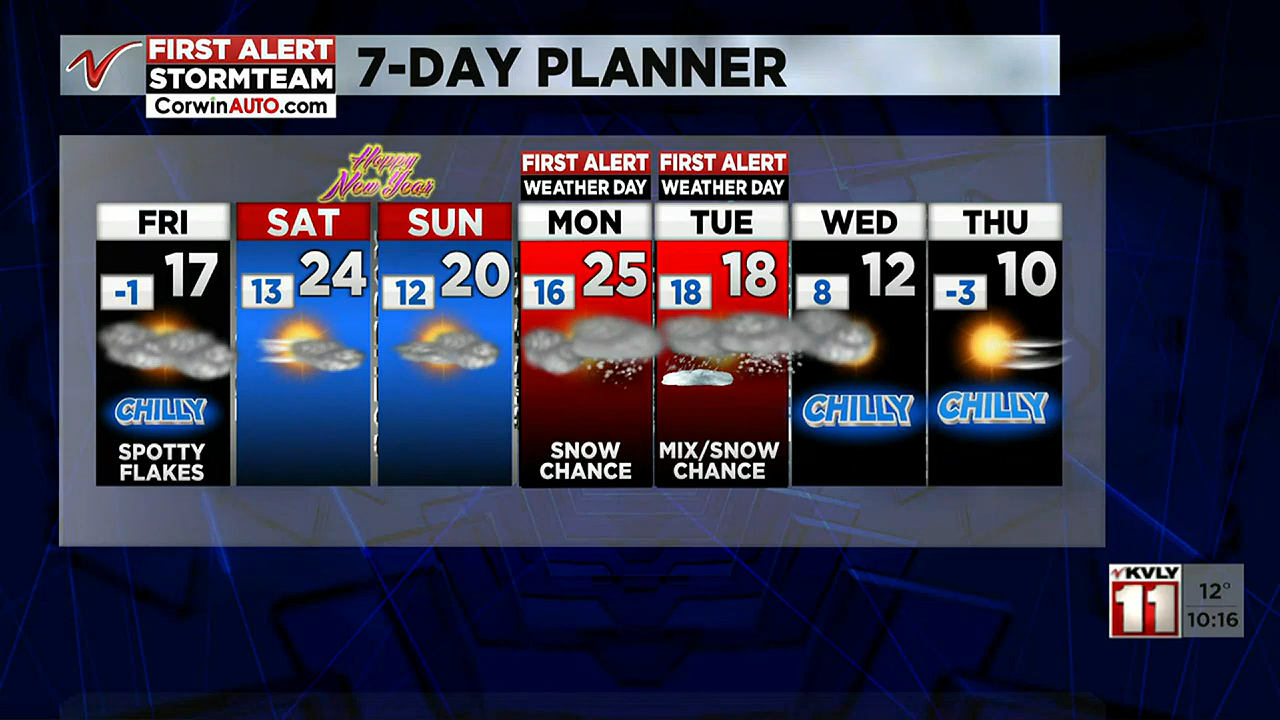 FIRST ALERT
STORMTEAM
CorwinAUTO.com
7-DAY PLANNER
Happy
New Year
FIRST ALERT
WEATHER DAY
FIRST ALERT
WEATHER DAY
FRI
SAT
SUN
MON
TUE
WED
THU
-1 17
13 24
12 20
16 25
18 18
8 12
-3 10
CHILLY
CHILLY
CHILLY
SPOTTY
FLAKES
SNOW
CHANCE
MIX/SNOW
CHANCE
KVLY
11
12°
10:16